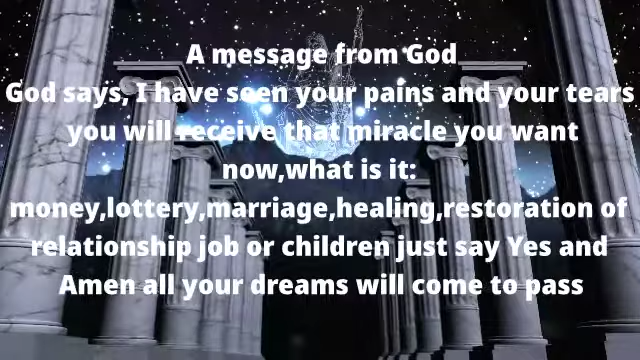 A message from God
God says, I have seen your pains and your tears
you will receive that miracle you want
now,what is it:
money,lottery,marriage,healing,restoration of
relationship job or children just say Yes and
Amen all your dreams will come to pass